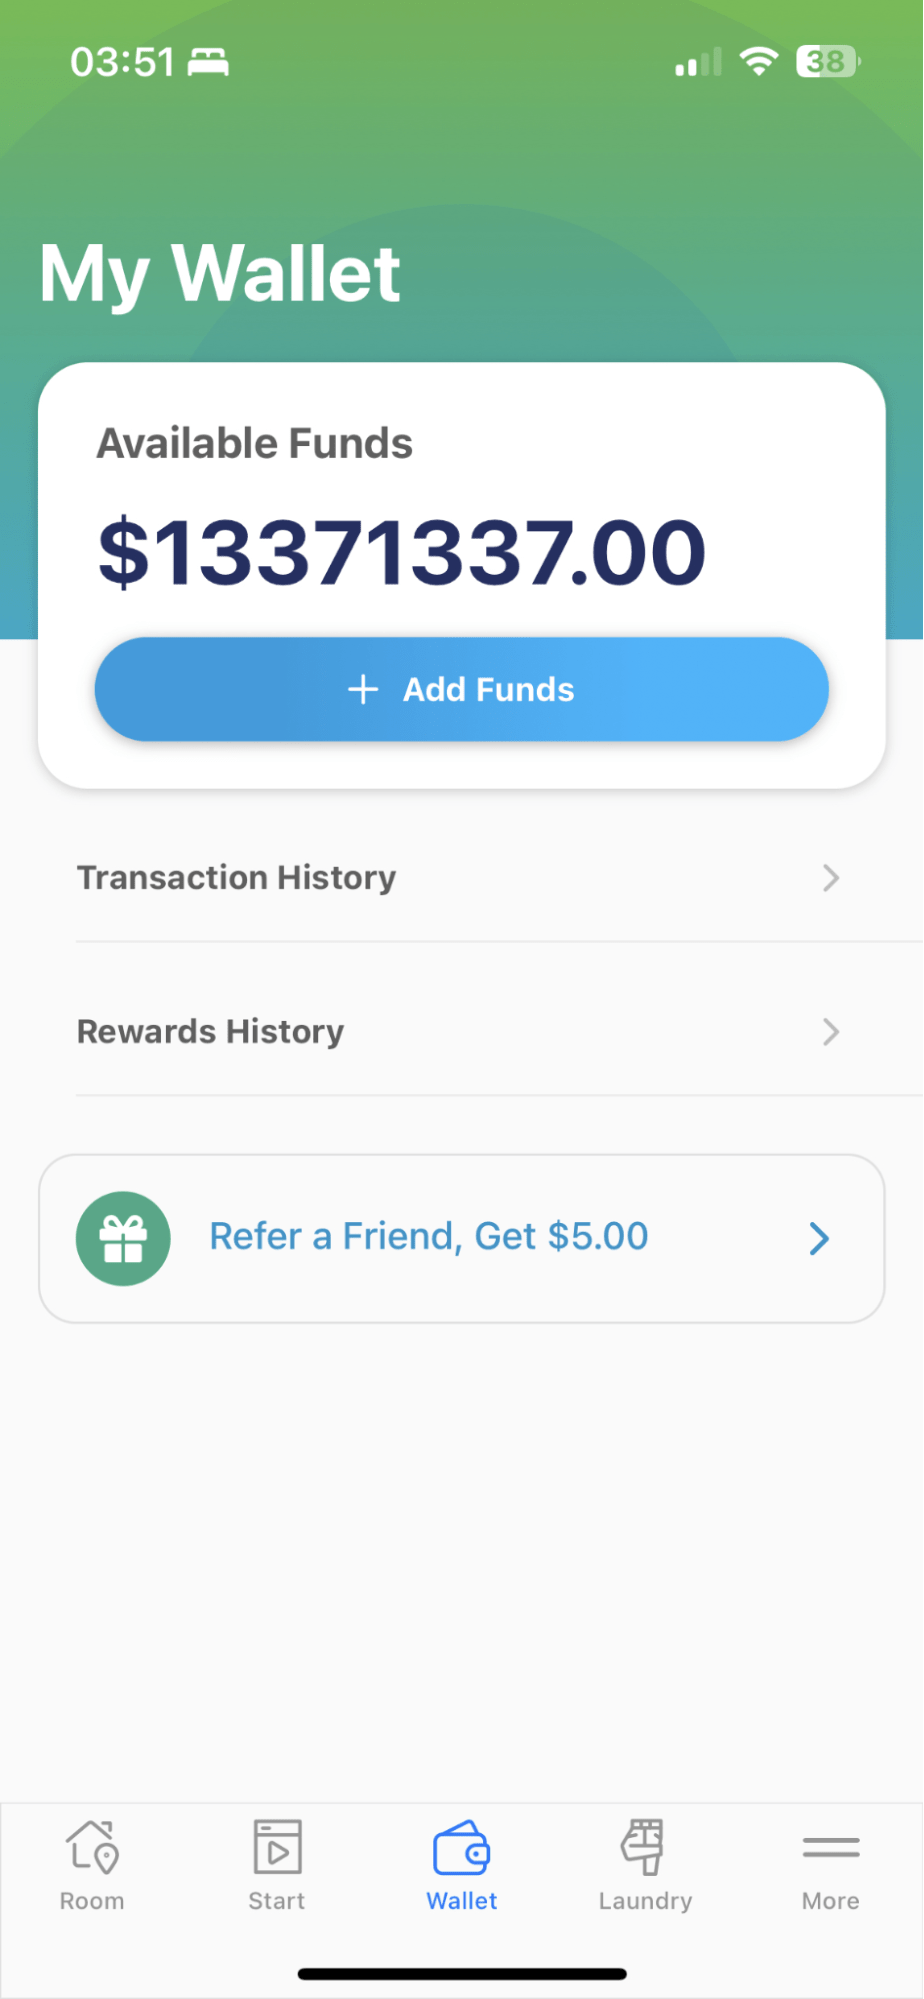 03:51
38
My Wallet
Available Funds
$13371337.00
+ Add Funds
Transaction History
Rewards History
Refer a Friend, Get $5.00
Room Start Wallet Laundry More